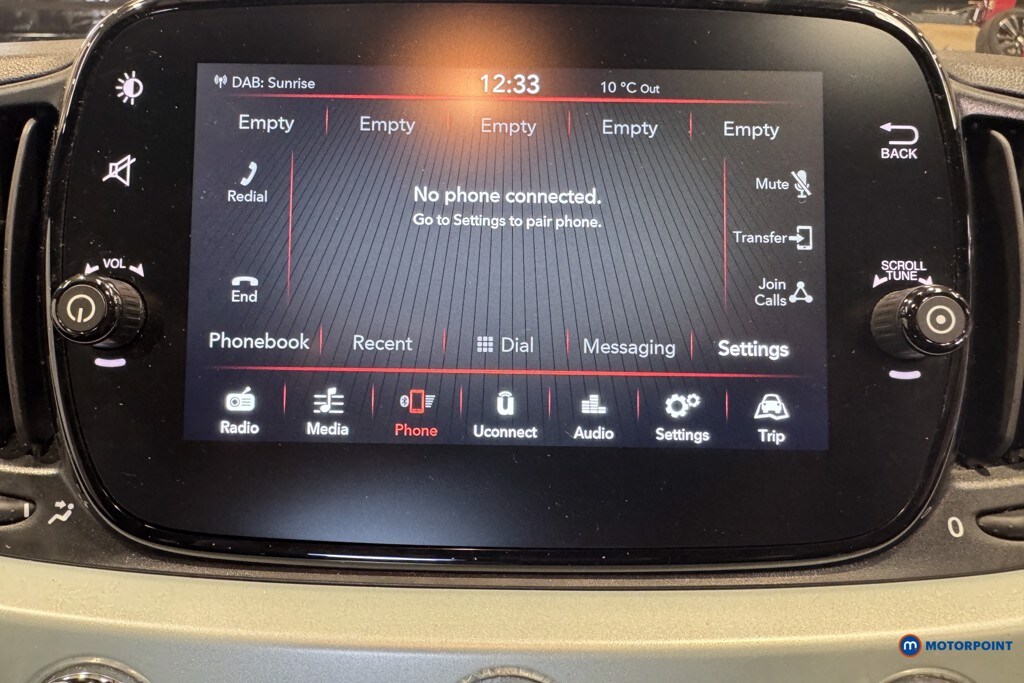 DAB: Sunrise 12:33 10 °C Out
Empty Empty Empty Empty Empty
BACK
Redial
No phone connected.
Mute
Go to Settings to pair phone.
Transfer
VOL
SCROLL
TUNE
End
Join
Calls
Phonebook Recent Dial Messaging Settings
Radio Media Phone Uconnect Audio Settings Trip
0
m MOTORPOINT